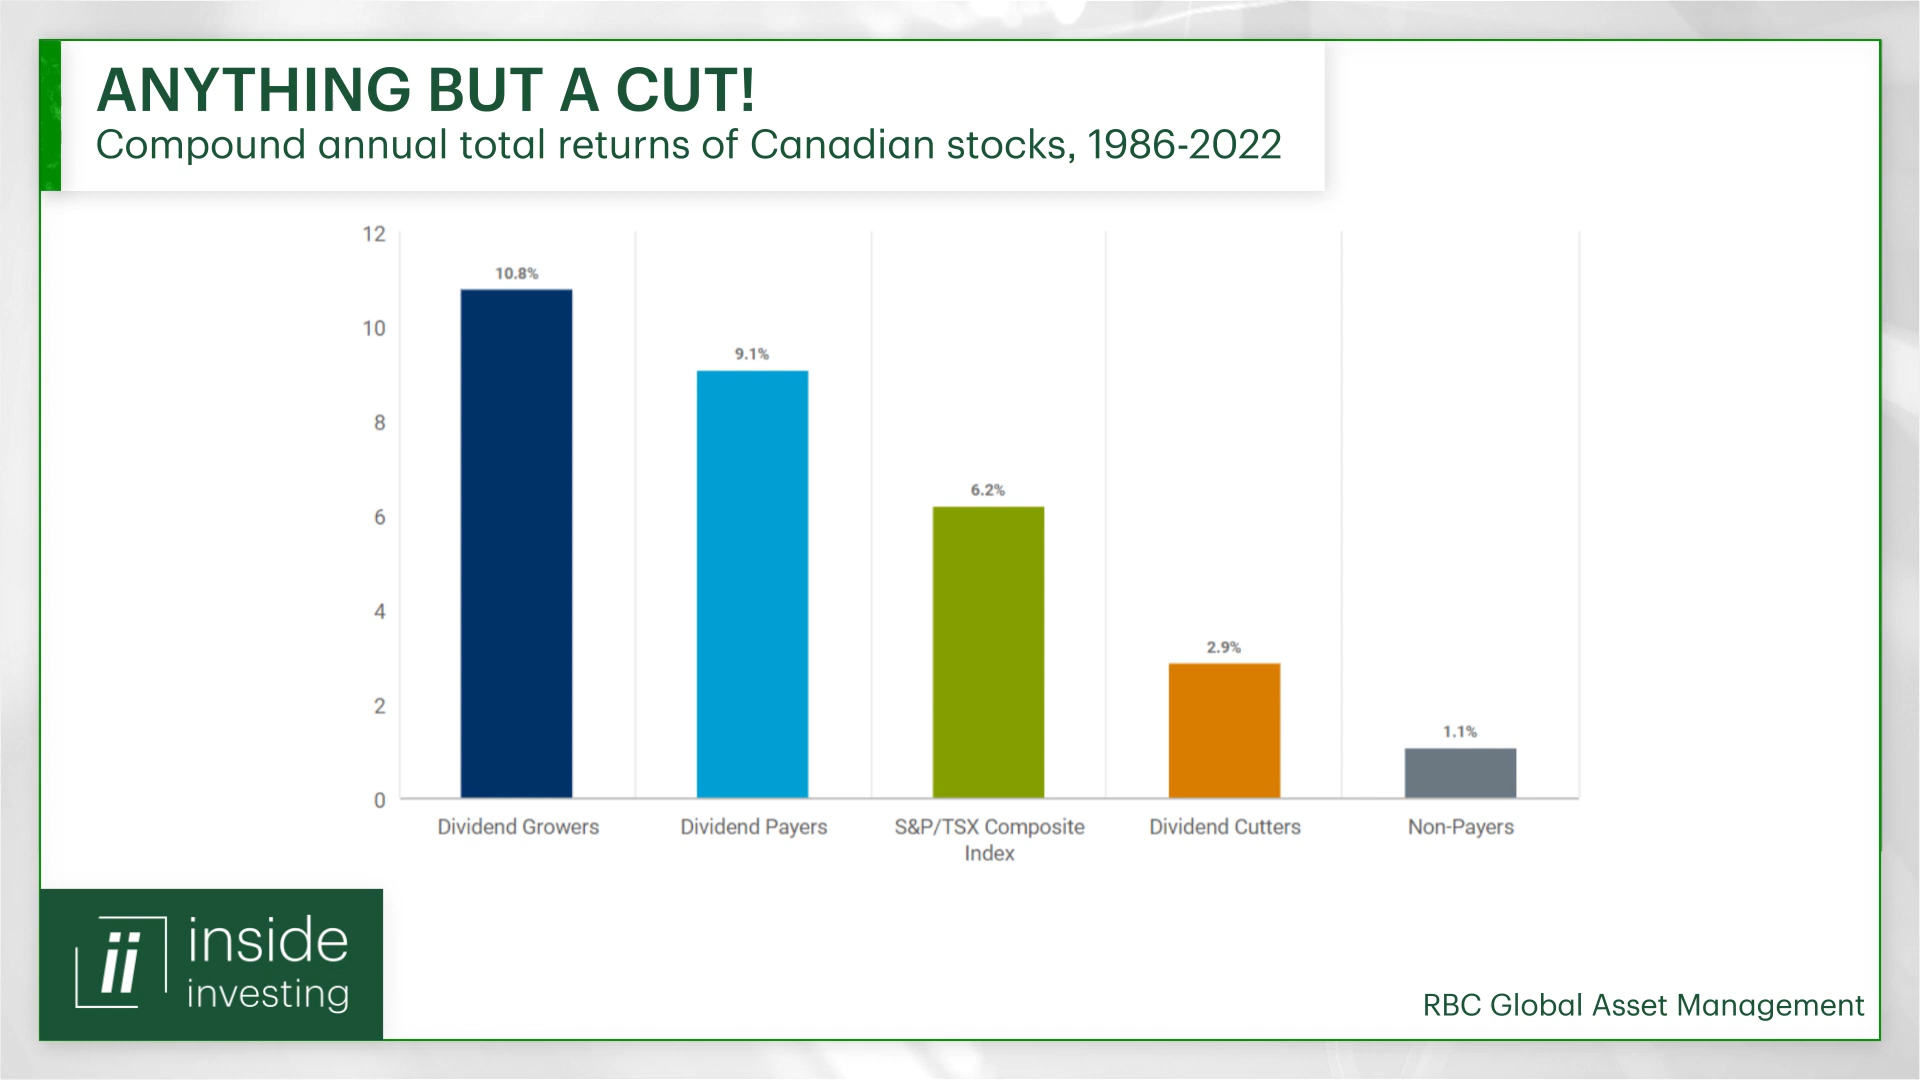 ANYTHING BUT A CUT!
Compound annual total returns of Canadian stocks, 1986-2022
12
10
8
6
4
2
0
10.8%
9.1%
6.2%
2.9%
1.1%
Dividend Growers
Dividend Payers
S&P/TSX Composite
Index
Dividend Cutters
Non-Payers
ii
inside
investing
RBC Global Asset Management